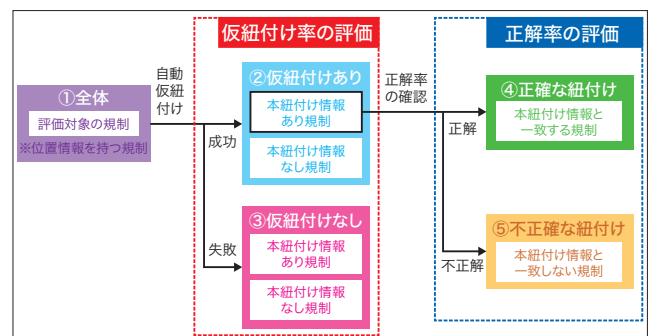 仮紐付け率の評価
正解率の評価
①全体
評価対象の規制
※位置情報を持つ規制
自動
仮紐
付け
成功
失敗
②仮紐付けあり
本紐付け情報
あり規制
本紐付け情報
なし規制
③仮紐付けなし
本紐付け情報
あり規制
本紐付け情報
なし規制
正解率
の確認
正解
不正解
④正確な紐付け
本紐付け情報と
一致する規制
⑤不正確な紐付け
本紐付け情報と
一致しない規制